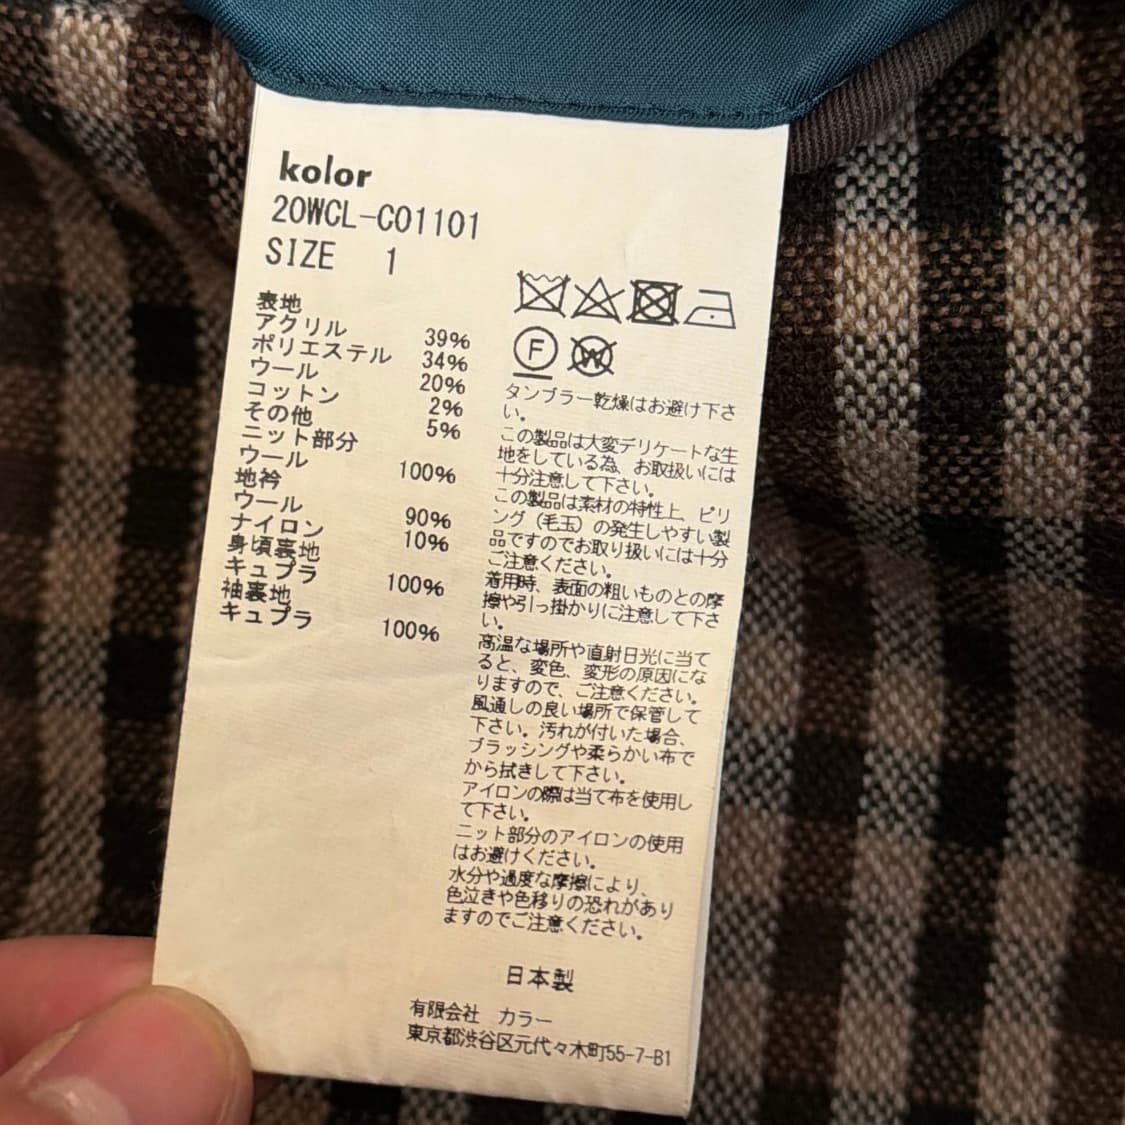 kolor
20WCL-C01101
SIZE 1
表地
アクリル 39%
ポリエステル 34%
ウール 20%
コットン 2%
その他 5%
ニット部分
ウール 100%
地衿
ウール 90%
ナイロン 10%
身頃裏地
キュプラ 100%
袖裏地
キュプラ 100%
F
W
タンブラー乾燥はお避け下さ
い。
この製品は大変デリケートな生
地をしている為、お取扱いには
十分注意して下さい。
この製品は素材の特性上、ピリ
ング（毛玉）の発生しやすい製
品ですのでお取り扱いには十分
ご注意ください。
着用時、表面の粗いものとの摩
擦や引っ掛かりに注意して下さ
い。
高温な場所や直射日光に当て
ると、変色、変形の原因にな
りますので、ご注意ください。
風通しの良い場所で保管して
下さい。汚れが付いた場合、
ブラッシングや柔らかい布で
から拭きして下さい。
アイロンの際は当て布を使用し
て下さい。
ニット部分のアイロンの使用
はお避けください。
水分や過度な摩擦により、
色泣きや色移りの恐れがあり
ますのでご注意ください。
日本製
有限会社 カラー
東京都渋谷区元代々木町55-7-B1